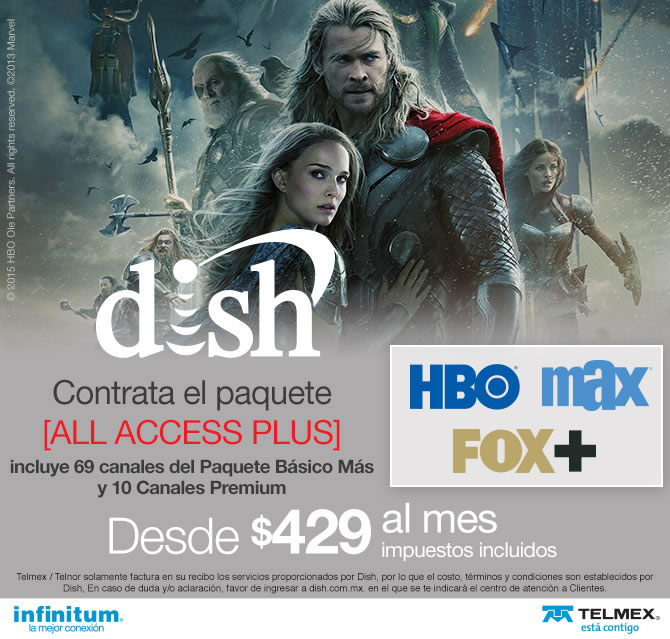 © 2015 HBO Ole Partners. All rights reserved. ©2013 Marvel
dish
Contrata el paquete
[ALL ACCESS PLUS]
incluye 69 canales del Paquete Básico Más
y 10 Canales Premium
HBO® max
FOX+
Desde $429 al mes
impuestos incluidos
Telmex / Telnor solamente factura en su recibo los servicios proporcionados por Dish, por lo que el costo, términos y condiciones son establecidos por
Dish, En caso de duda y/o aclaración, favor de ingresar a dish.com.mx. en el que se te indicará el centro de atención a Clientes.
infinitum®
la mejor conexión
TELMEX®
está contigo